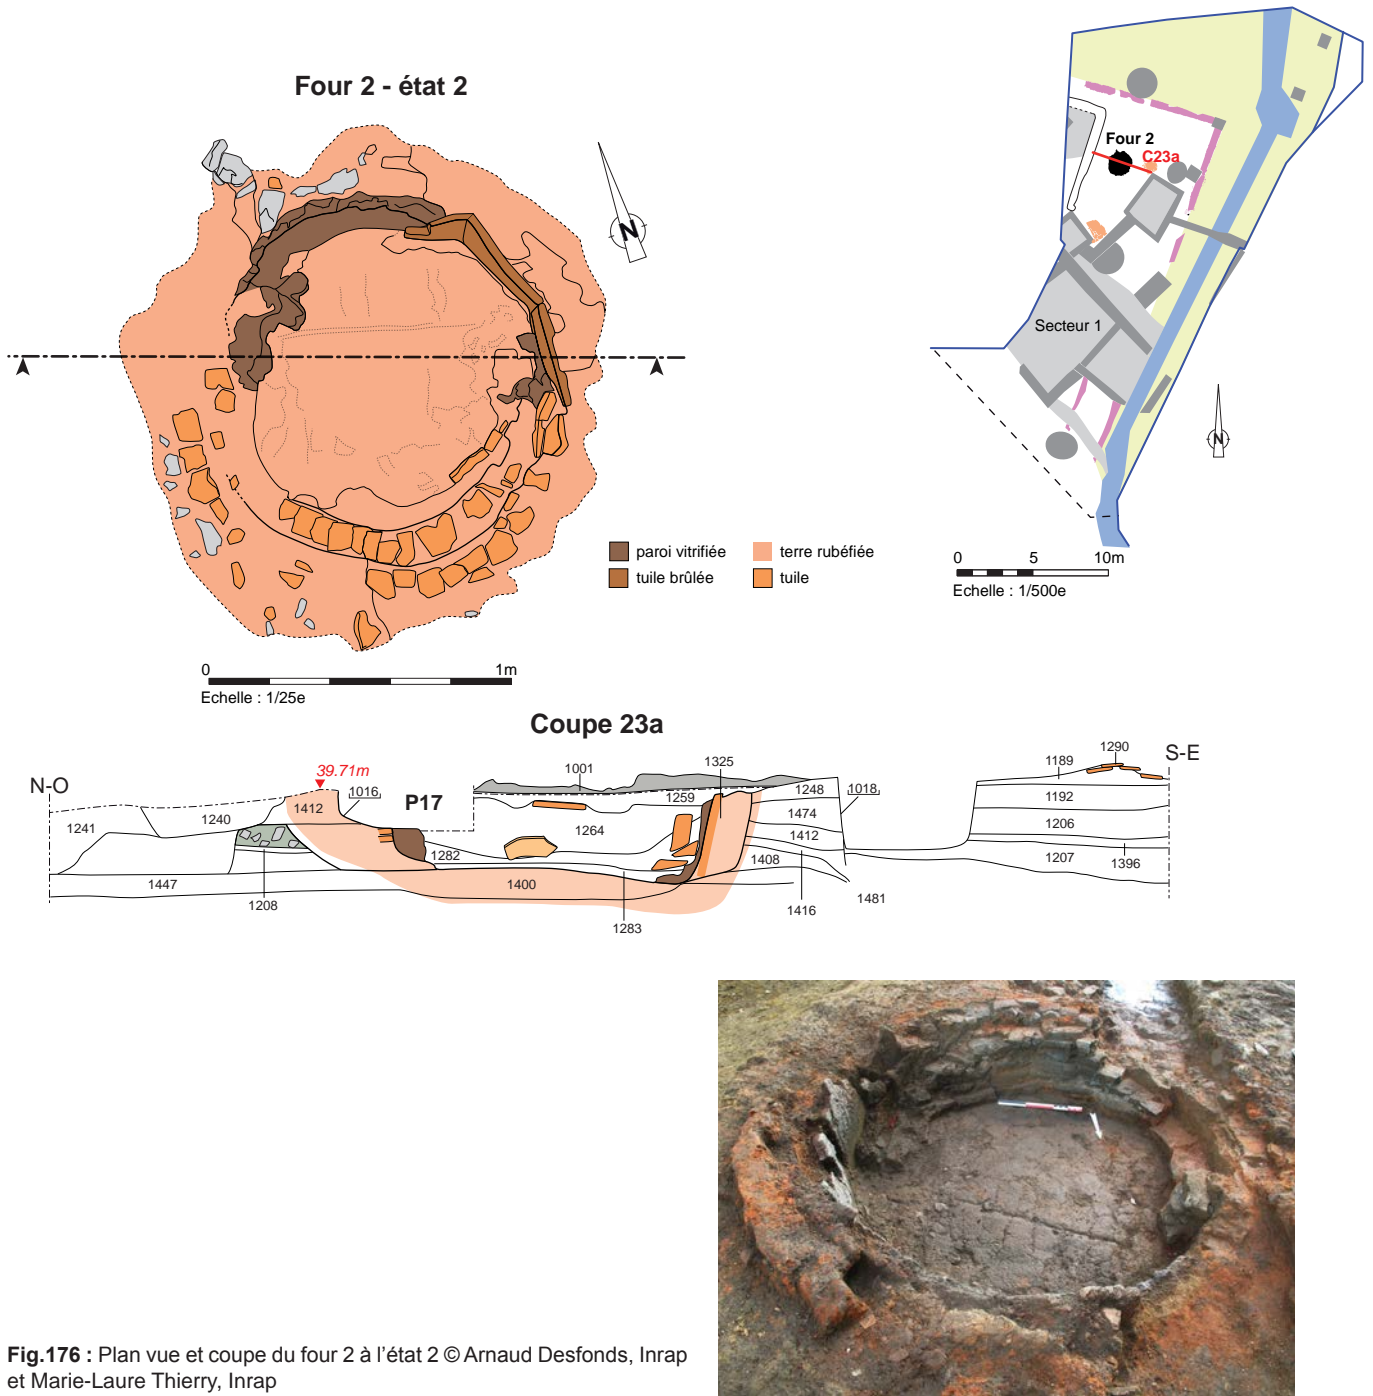 Four 2 - état 2
N
Four 2
C23a
Secteur 1
N
0 5 10m
Echelle : 1/500e
paroi vitrifiée
terre rubéfiée
tuile brûlée
tuile
0 1m
Echelle : 1/25e
Coupe 23a
N-O
39.71m
1016
P17
1001
1325
1189
1290
S-E
1241
1240
1412
1259
1248
1018
1192
1264
1474
1206
1282
1412
1408
1207
1396
1447
1208
1400
1283
1416
1481
Fig.176 : Plan vue et coupe du four 2 à l'état 2 © Arnaud Desfonds, Inrap
et Marie-Laure Thierry, Inrap